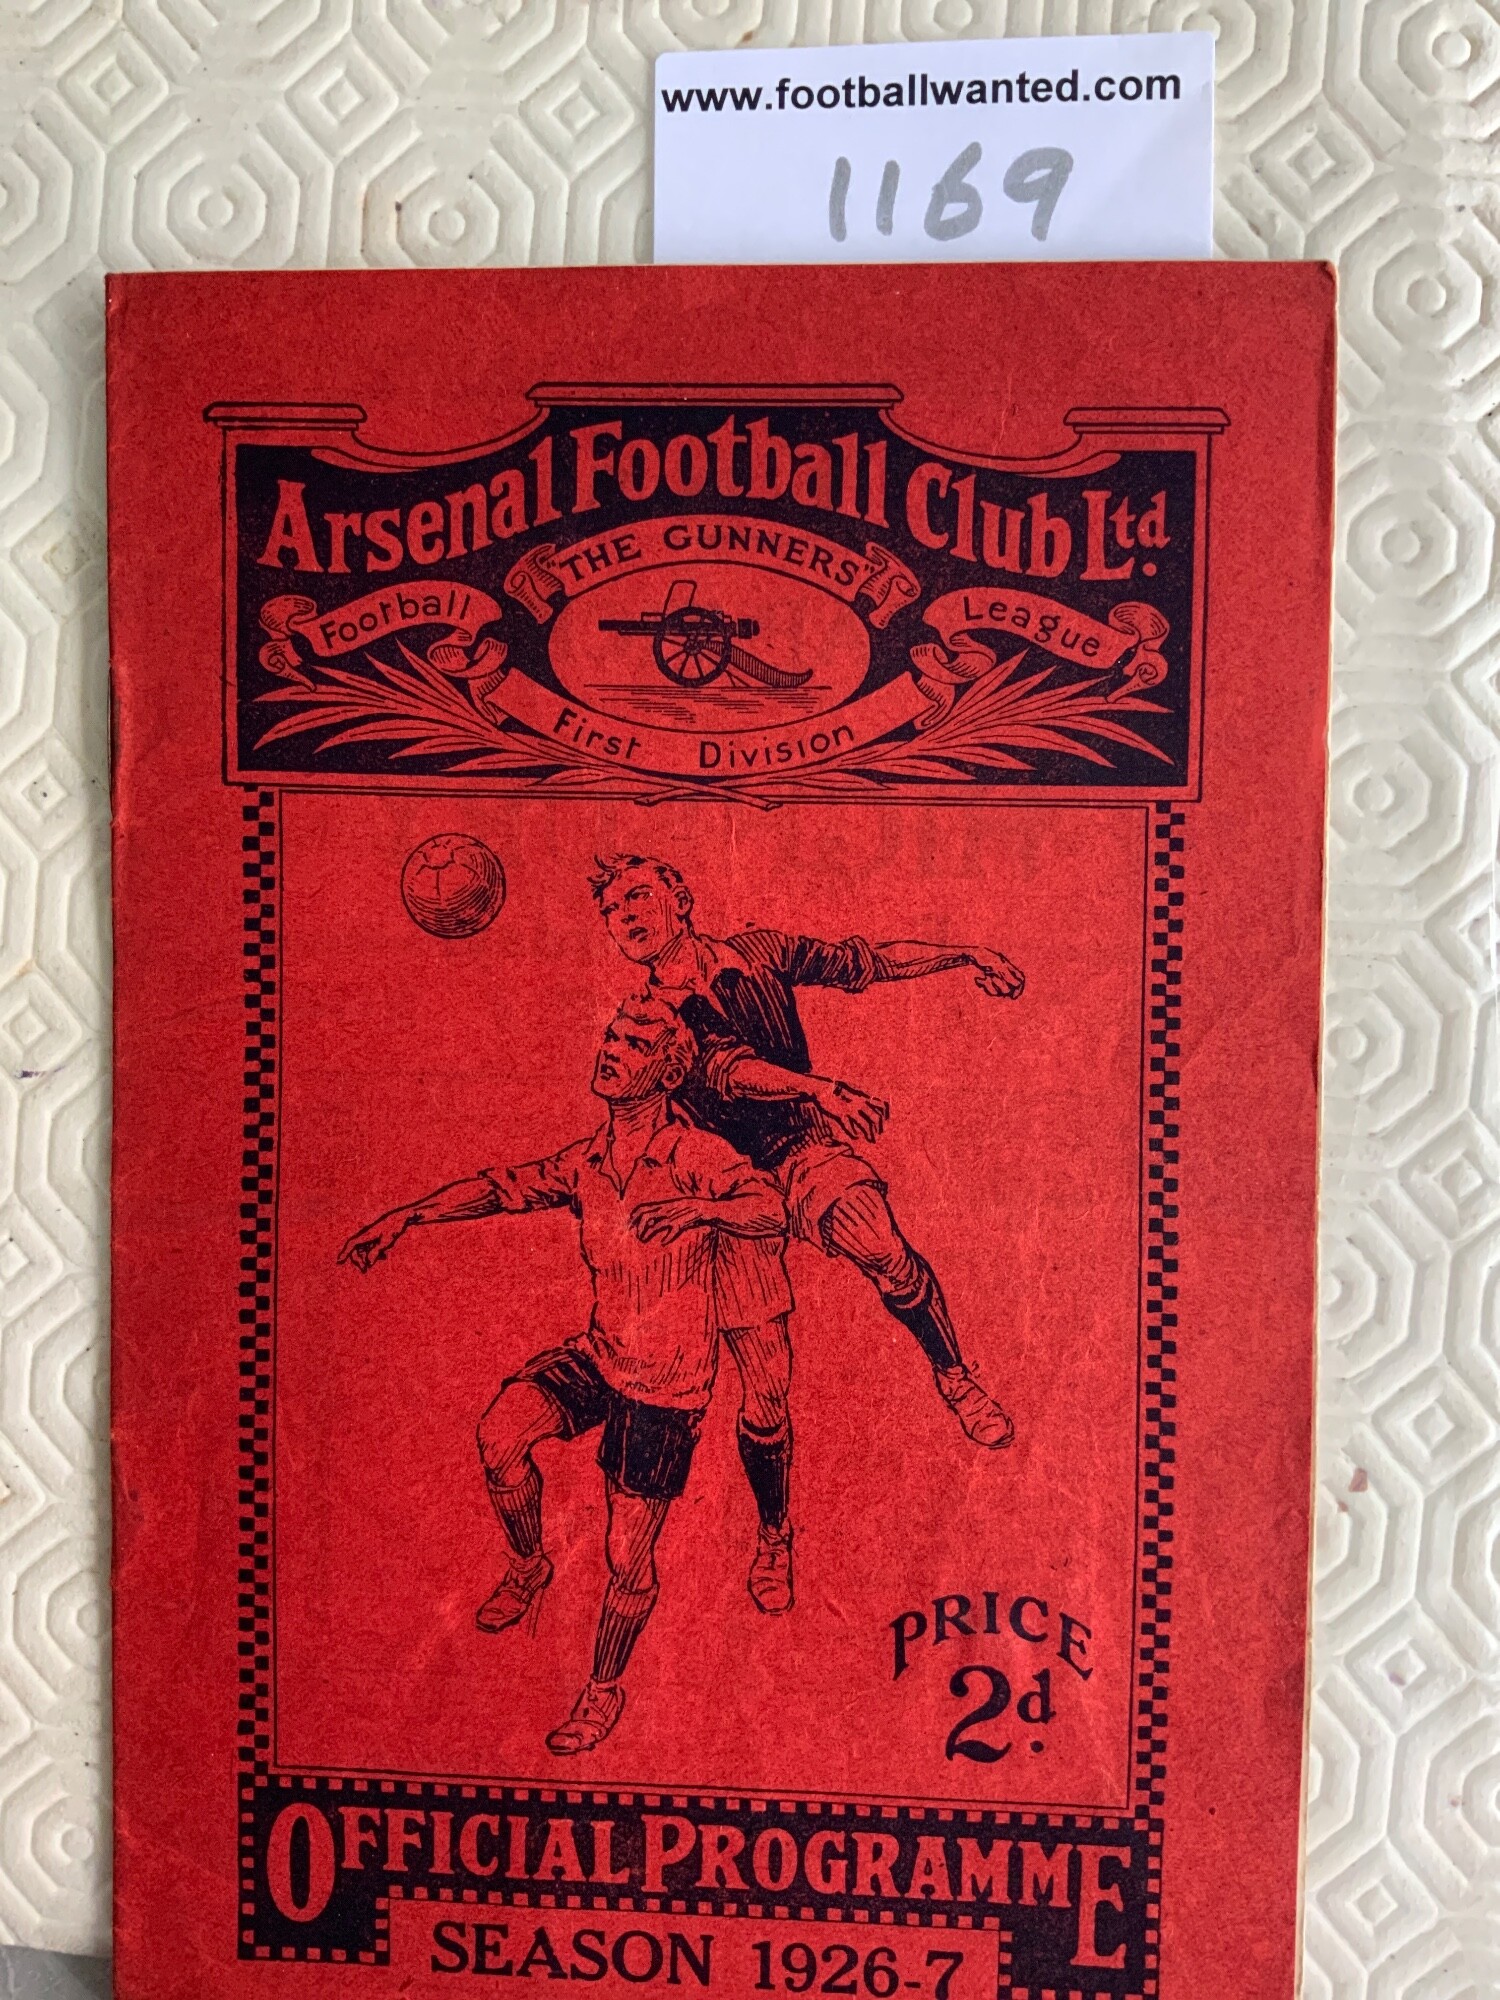 www.footballwanted.com
1169
Arsenal Football Club Ltd.
"THE GUNNERS"
Football League
First Division
PRICE
2d.
OFFICIAL PROGRAMME
SEASON 1926-7